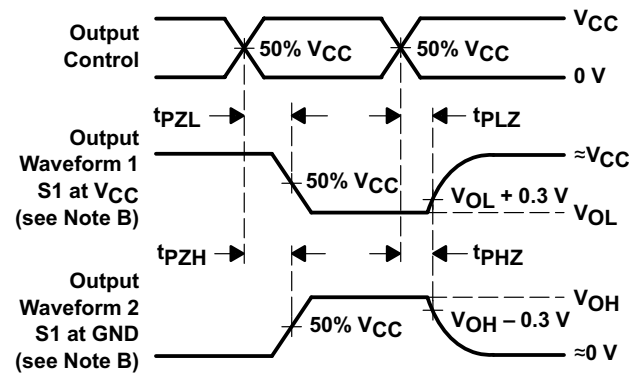 Output
Control
50% VCC
50% VCC
VCC
0 V
tPZL
tPLZ
Output
Waveform 1
S1 at VCC
(see Note B)
50% VCC
≈VCC
VOL + 0.3 V
VOL
tPZH
tPHZ
Output
Waveform 2
S1 at GND
(see Note B)
50% VCC
VOH
VOH – 0.3 V
≈0 V